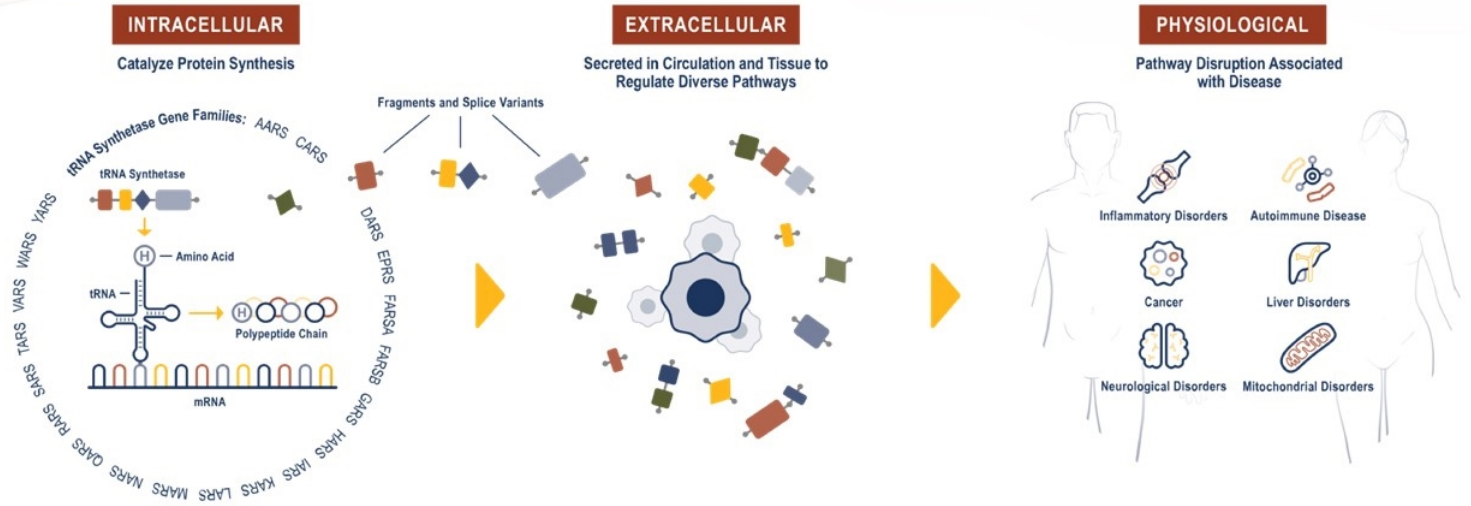 INTRACELLULAR
Catalyze Protein Synthesis
tRNA Synthetase Gene Families: AARS CARS DARS EPRS FARSA FARSB GARS HARS IARS KARS LARS MARS NARS QARS RARS SARS TARS VARS WARS YARS
tRNA Synthetase
H
Amino Acid
tRNA
H
Polypeptide Chain
mRNA
Fragments and Splice Variants
EXTRACELLULAR
Secreted in Circulation and Tissue to
Regulate Diverse Pathways
PHYSIOLOGICAL
Pathway Disruption Associated
with Disease
Inflammatory Disorders
Autoimmune Disease
Cancer
Liver Disorders
Neurological Disorders
Mitochondrial Disorders